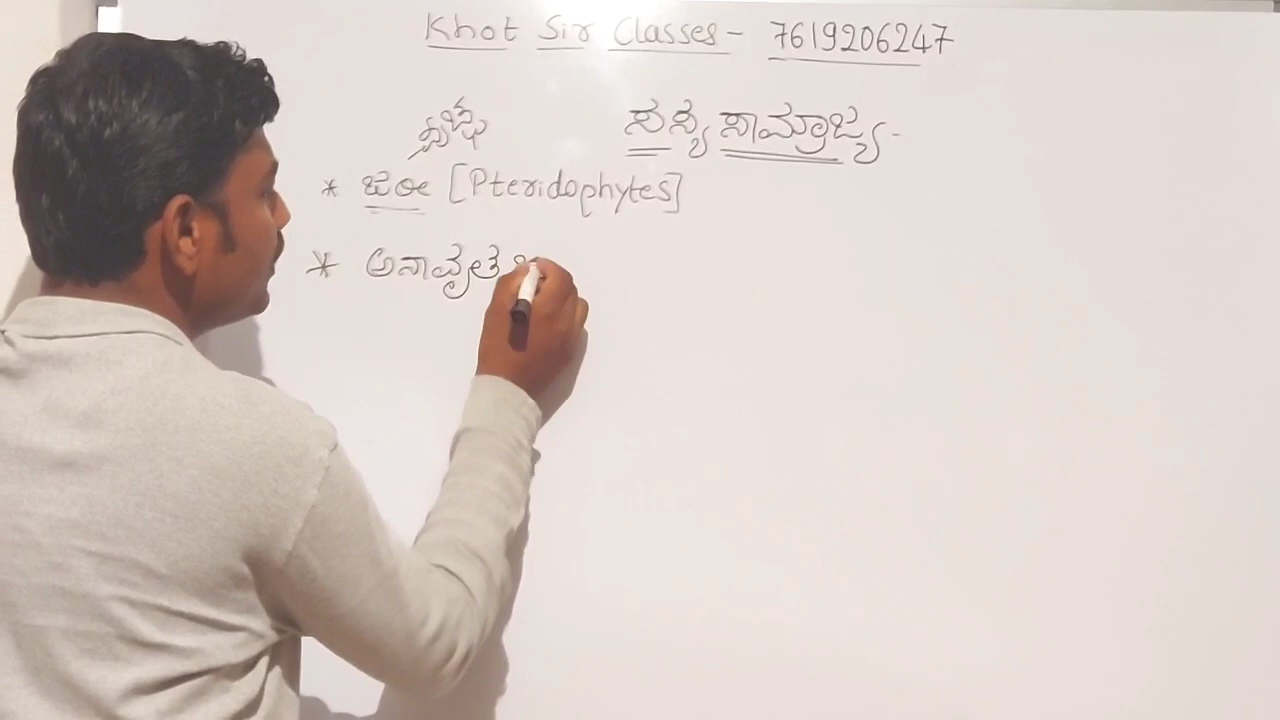 Khot Sir Classes - 7619206247
ಸಸ್ಯ ಸಾಮ್ರಾಜ್ಯ -
* ಜರೀ [Pteridophytes]
* ಅನಾವೃತ